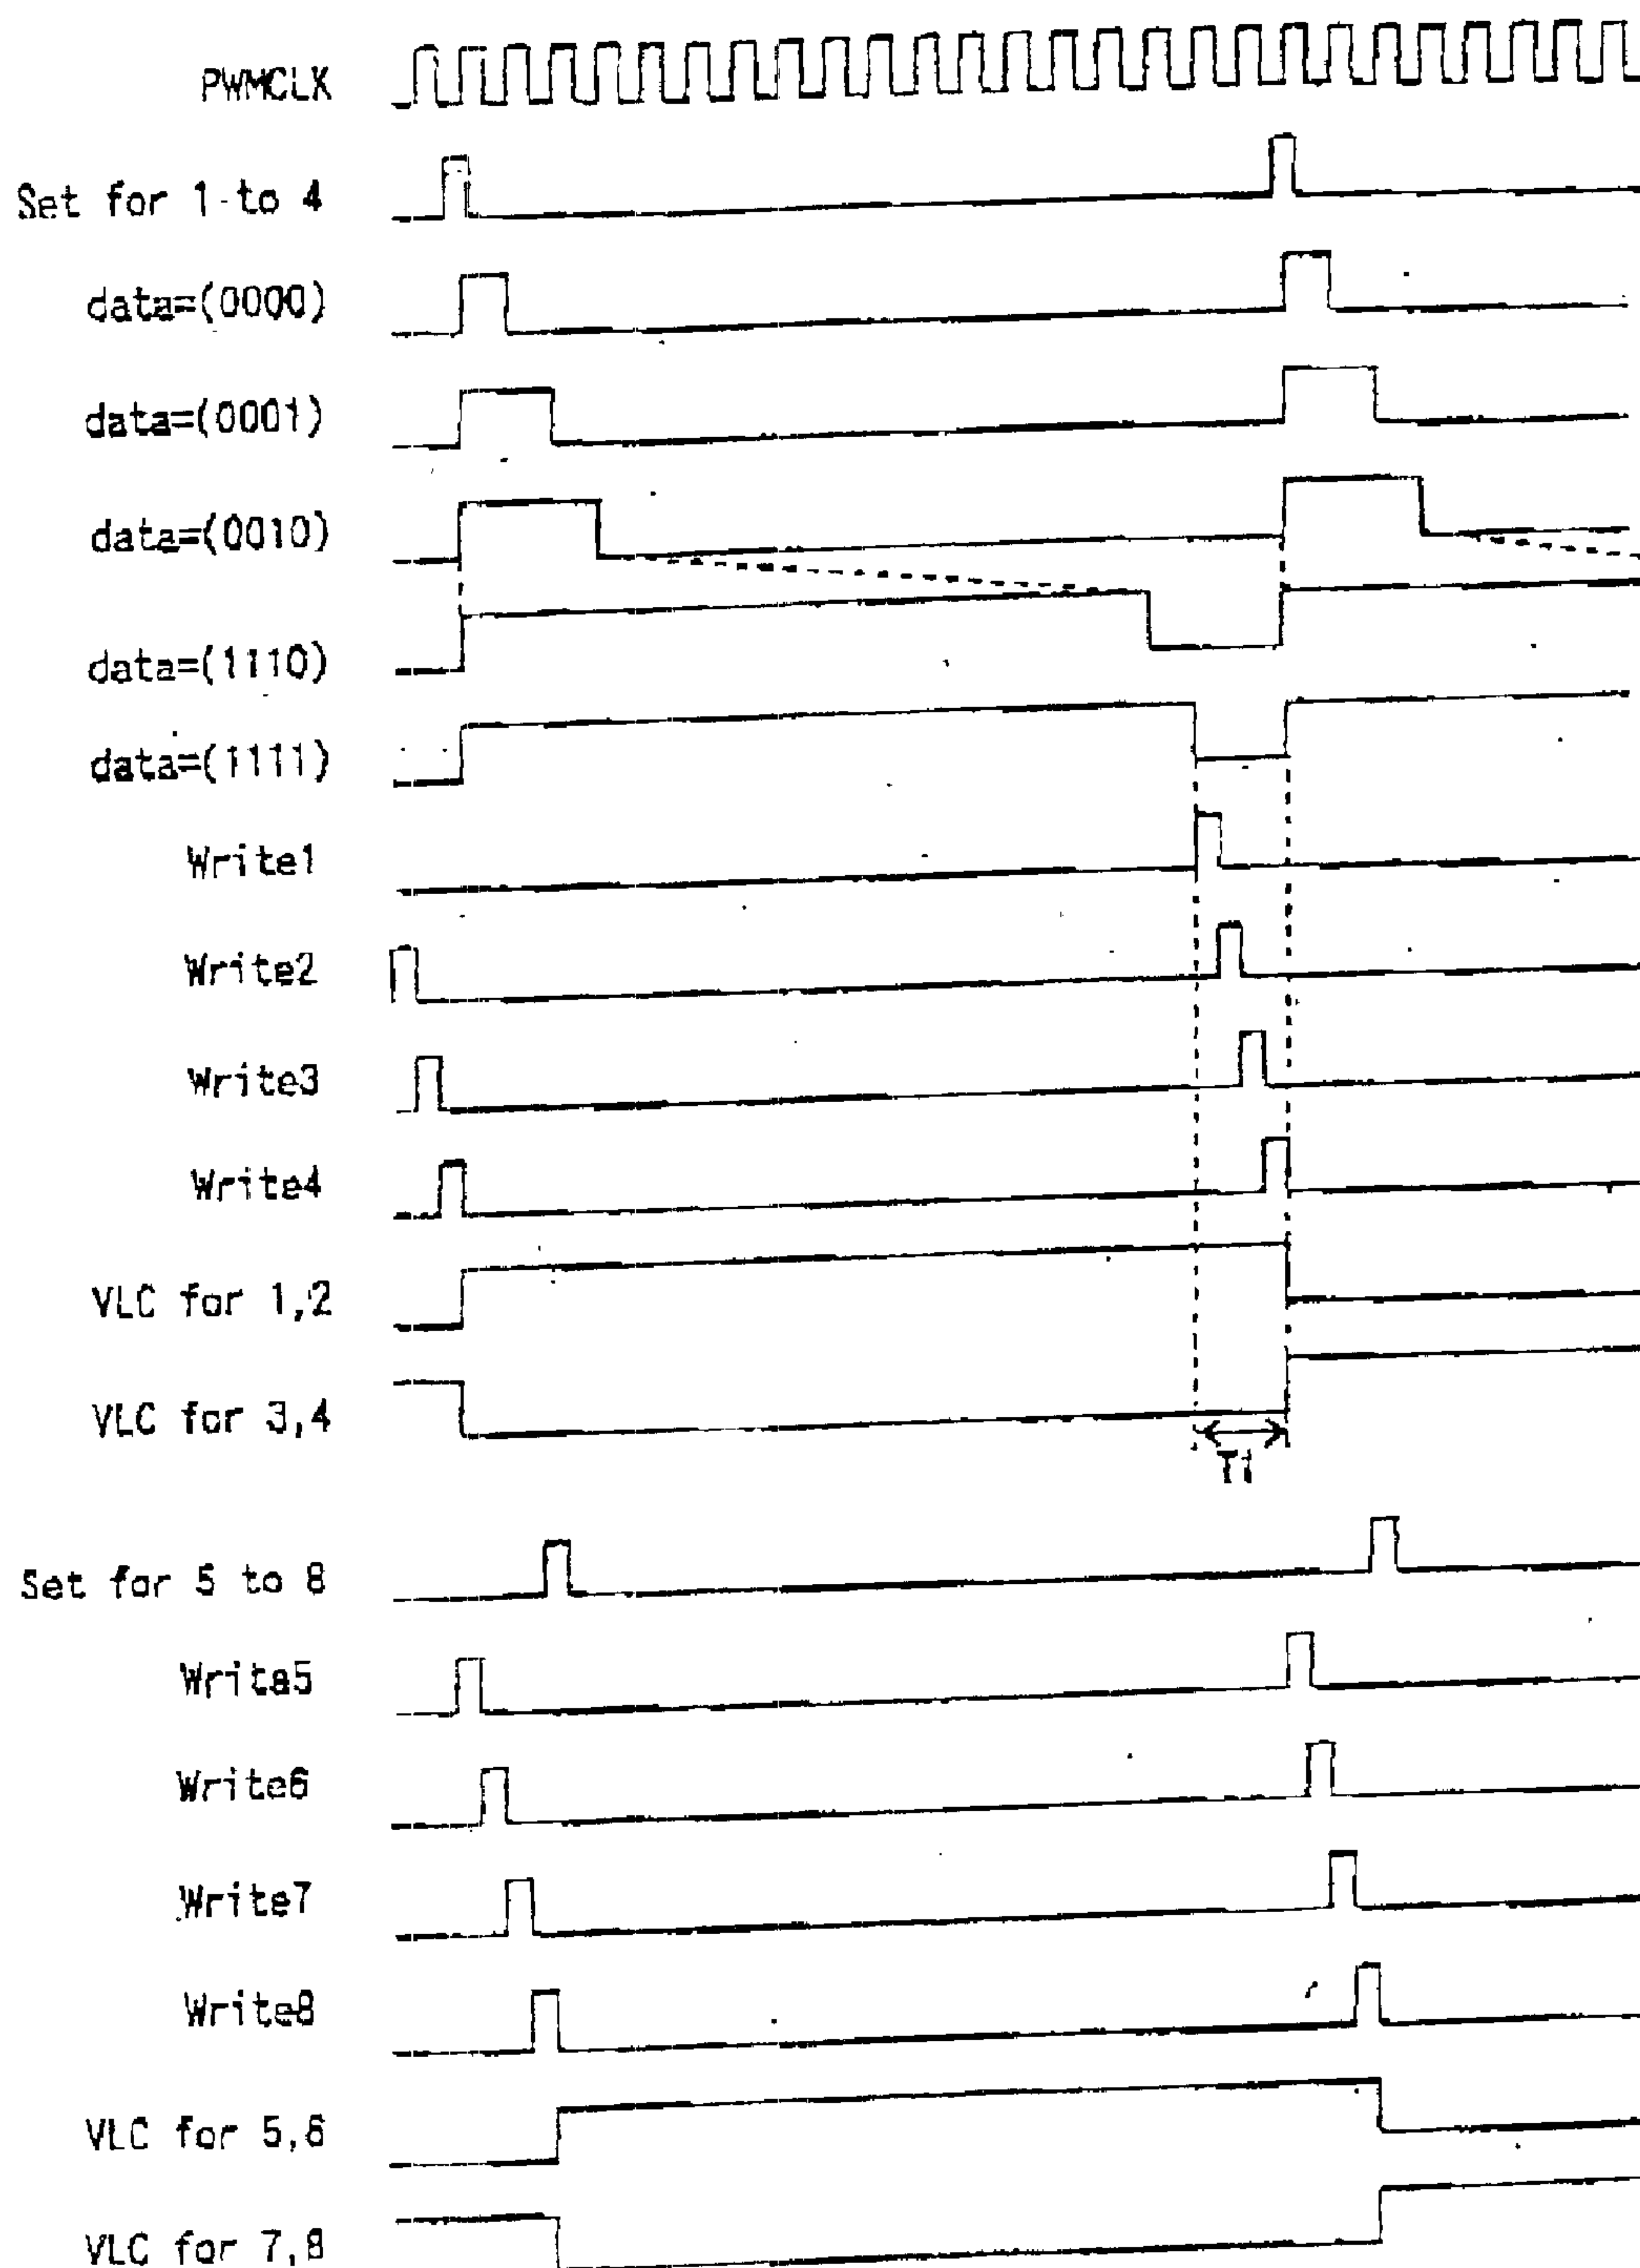 PWMCLK
Set for 1 to 4
data=(0000)
data=(0001)
data=(0010)
data=(1110)
data=(1111)
Write1
Write2
Write3
Write4
VLC for 1,2
VLC for 3,4
T1
Set for 5 to 8
Write5
Write6
Write7
Write8
VLC for 5,6
VLC for 7,8